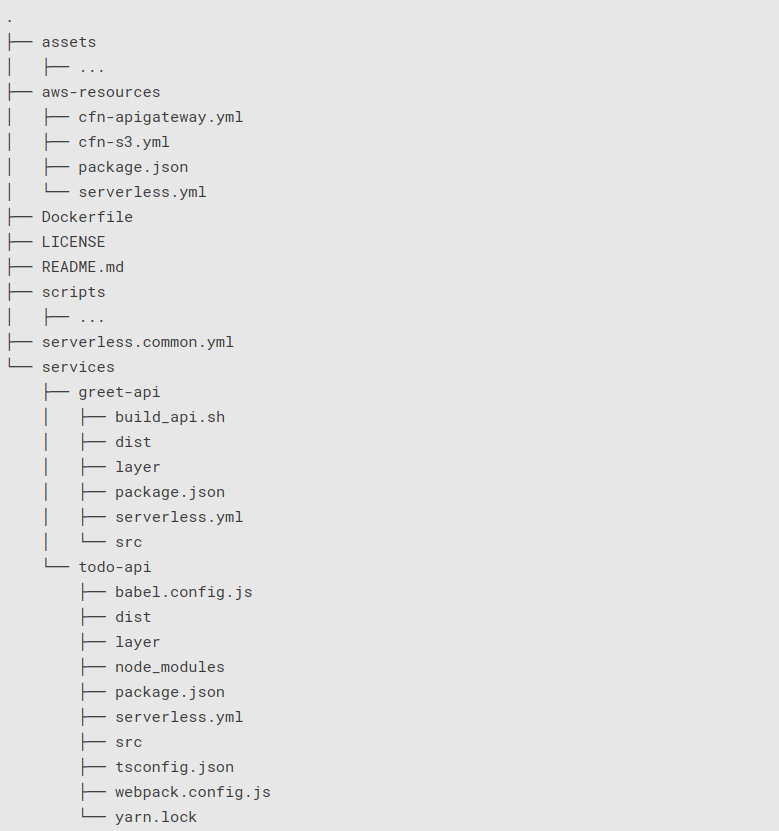 .
├── assets
│   ├── ...
├── aws-resources
│   ├── cfn-apigateway.yml
│   ├── cfn-s3.yml
│   ├── package.json
│   └── serverless.yml
├── Dockerfile
├── LICENSE
├── README.md
├── scripts
│   ├── ...
├── serverless.common.yml
└── services
    ├── greet-api
    │   ├── build_api.sh
    │   ├── dist
    │   ├── layer
    │   ├── package.json
    │   ├── serverless.yml
    │   └── src
    └── todo-api
        ├── babel.config.js
        ├── dist
        ├── layer
        ├── node_modules
        ├── package.json
        ├── serverless.yml
        ├── src
        ├── tsconfig.json
        ├── webpack.config.js
        └── yarn.lock